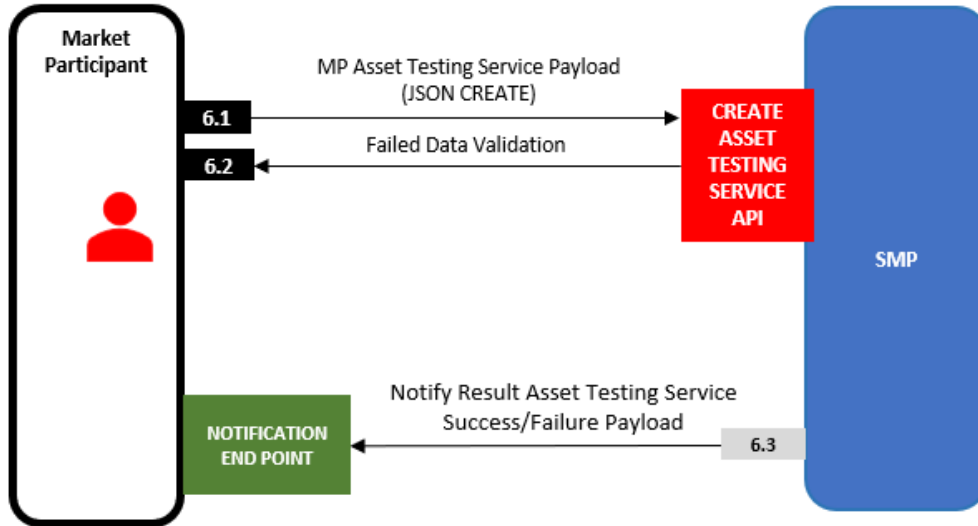 Market
Participant
MP Asset Testing Service Payload
(JSON CREATE)
6.1
CREATE
ASSET
TESTING
SERVICE
API
Failed Data Validation
6.2
SMP
Notify Result Asset Testing Service
Success/Failure Payload
NOTIFICATION
END POINT
6.3